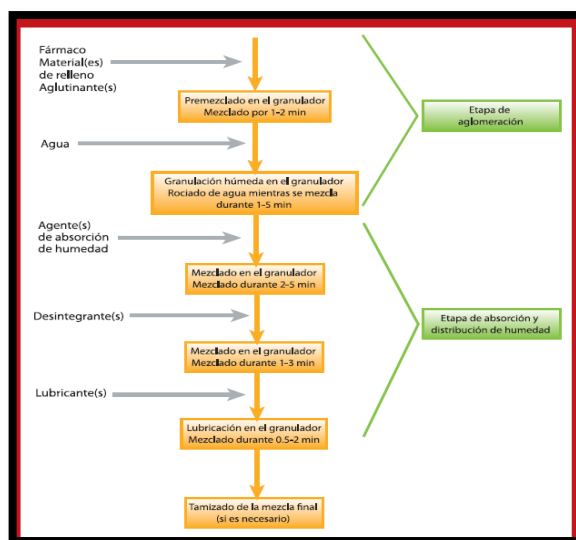 Fármaco
Material(es)
de relleno
Aglutinante(s)
Premezclado en el granulador
Mezclado por 1-2 min
Etapa de
aglomeración
Agua
Granulación húmeda en el granulador
Rociado de agua mientras se mezcla
durante 1-5 min
Agente(s)
de absorción
de humedad
Mezclado en el granulador
Mezclado durante 2-5 min
Desintegrante(s)
Etapa de absorción y
distribución de humedad
Mezclado en el granulador
Mezclado durante 1-3 min
Lubricante(s)
Lubricación en el granulador
Mezclado durante 0.5-2 min
Tamizado de la mezcla final
(si es necesario)